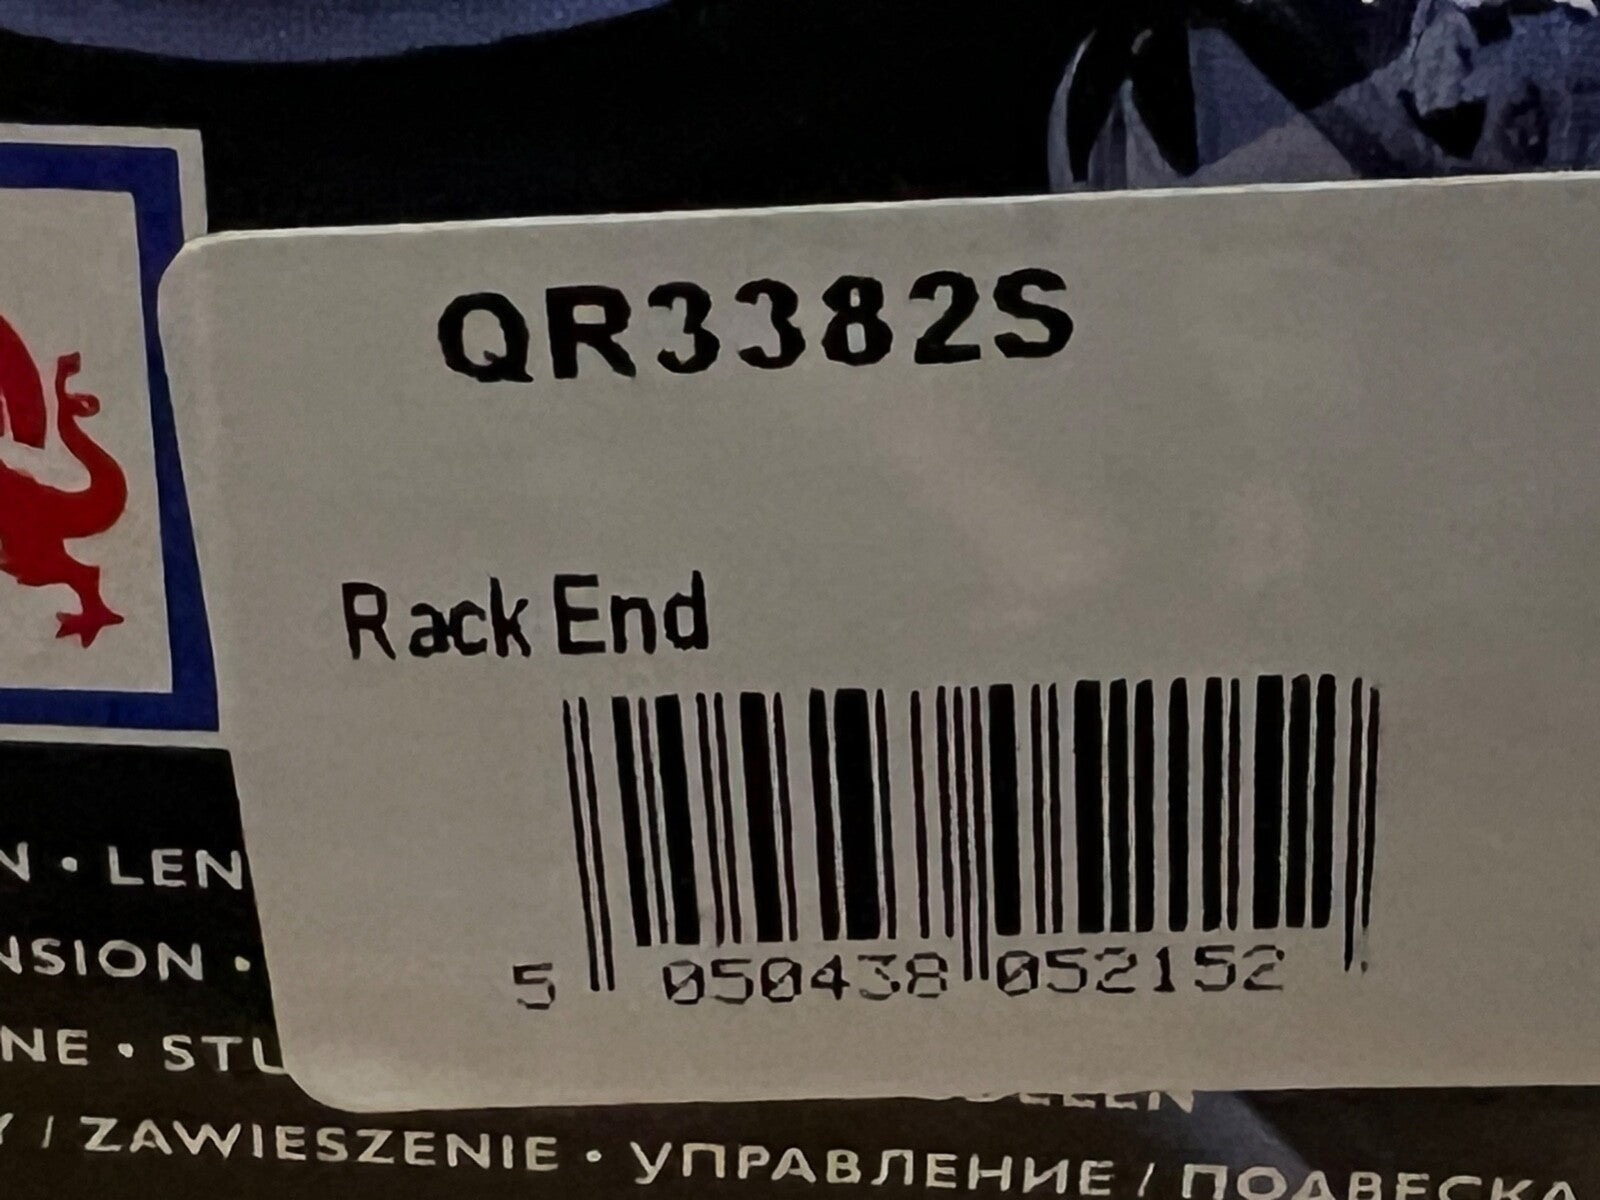 QR3382S
Rack End
5 050438 052152
N • LEN
NSION •
NE • STU
Y / ZAWIESZENIE • УПРАВЛЕНИЕ / ПОДВЕСКА